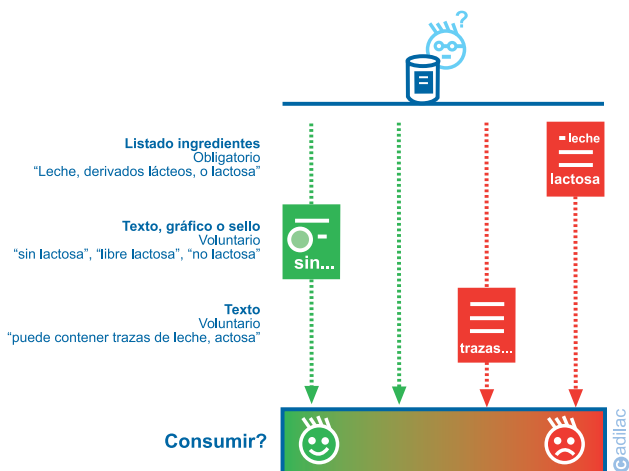 ?
Listado ingredientes
Obligatorio
“Leche, derivados lácteos, o lactosa”
leche
lactosa
Texto, gráfico o sello
Voluntario
“sin lactosa”, “libre lactosa”, “no lactosa”
sin...
Texto
Voluntario
“puede contener trazas de leche, actosa”
trazas...
Consumir?
adilac